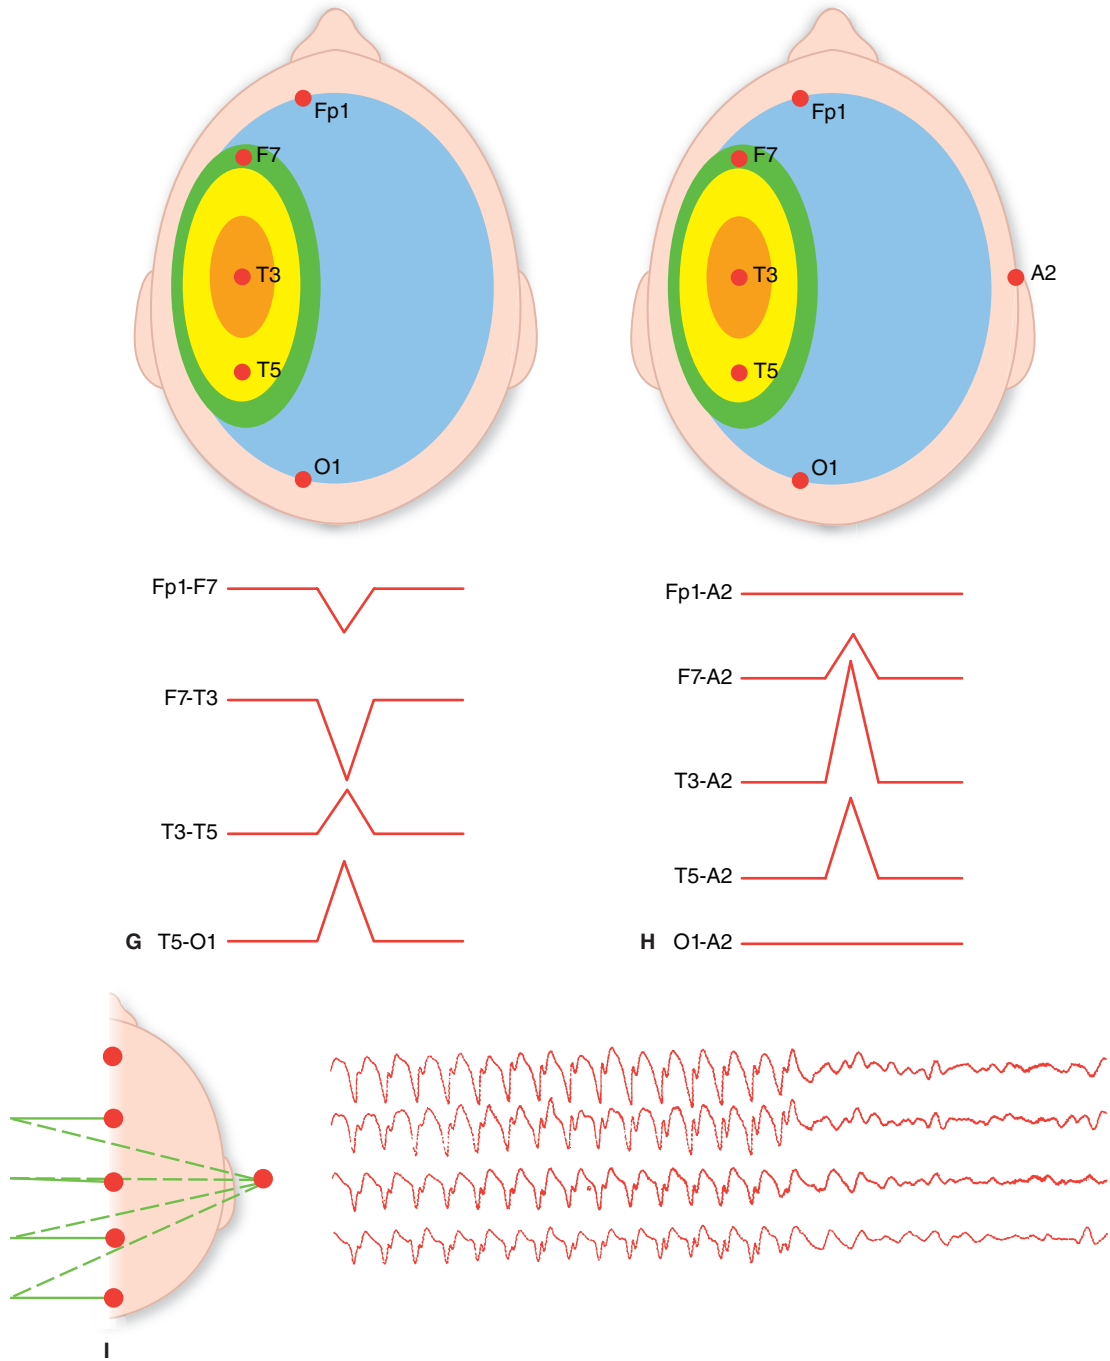 Fp1
F7
T3
T5
O1
Fp1
F7
T3
A2
T5
O1
Fp1-F7
F7-T3
T3-T5
G T5-O1
Fp1-A2
F7-A2
T3-A2
T5-A2
H O1-A2
I